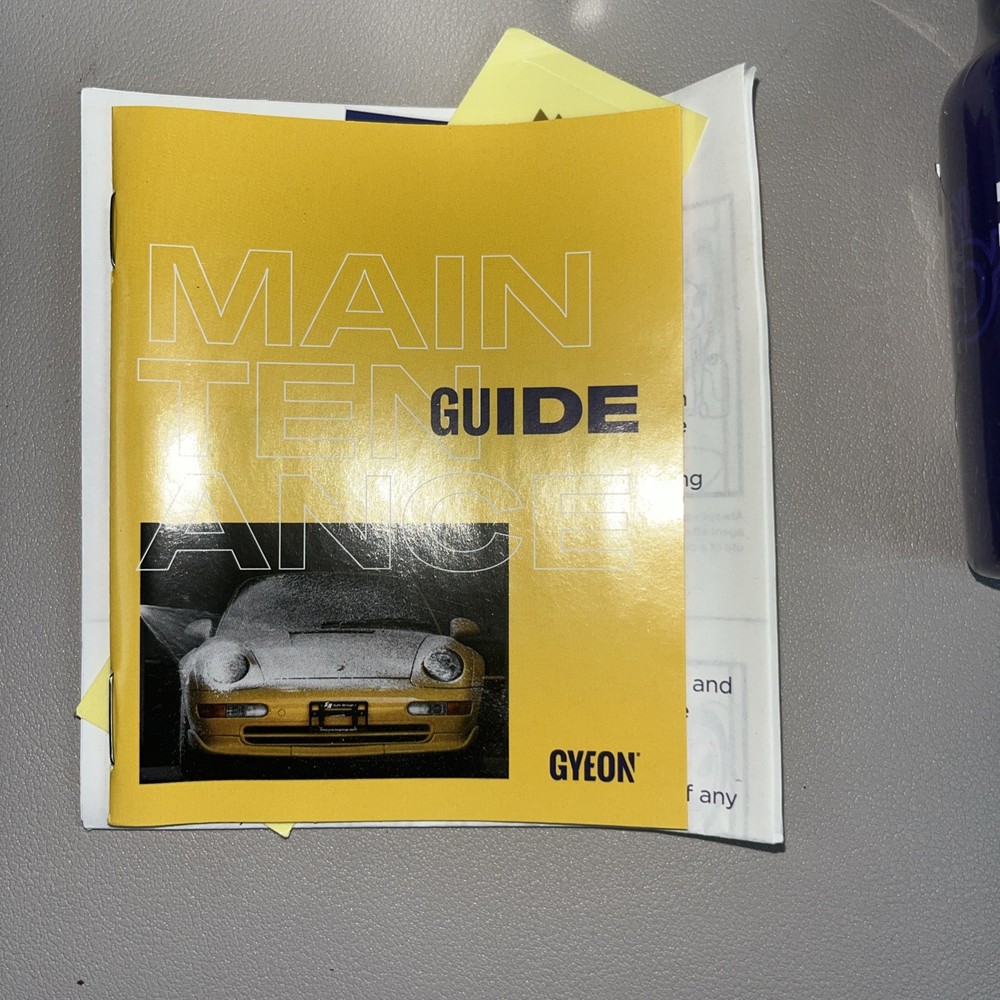 MAIN
TEN
GUIDE
ANCE
GYEON
ng
and
e
f any